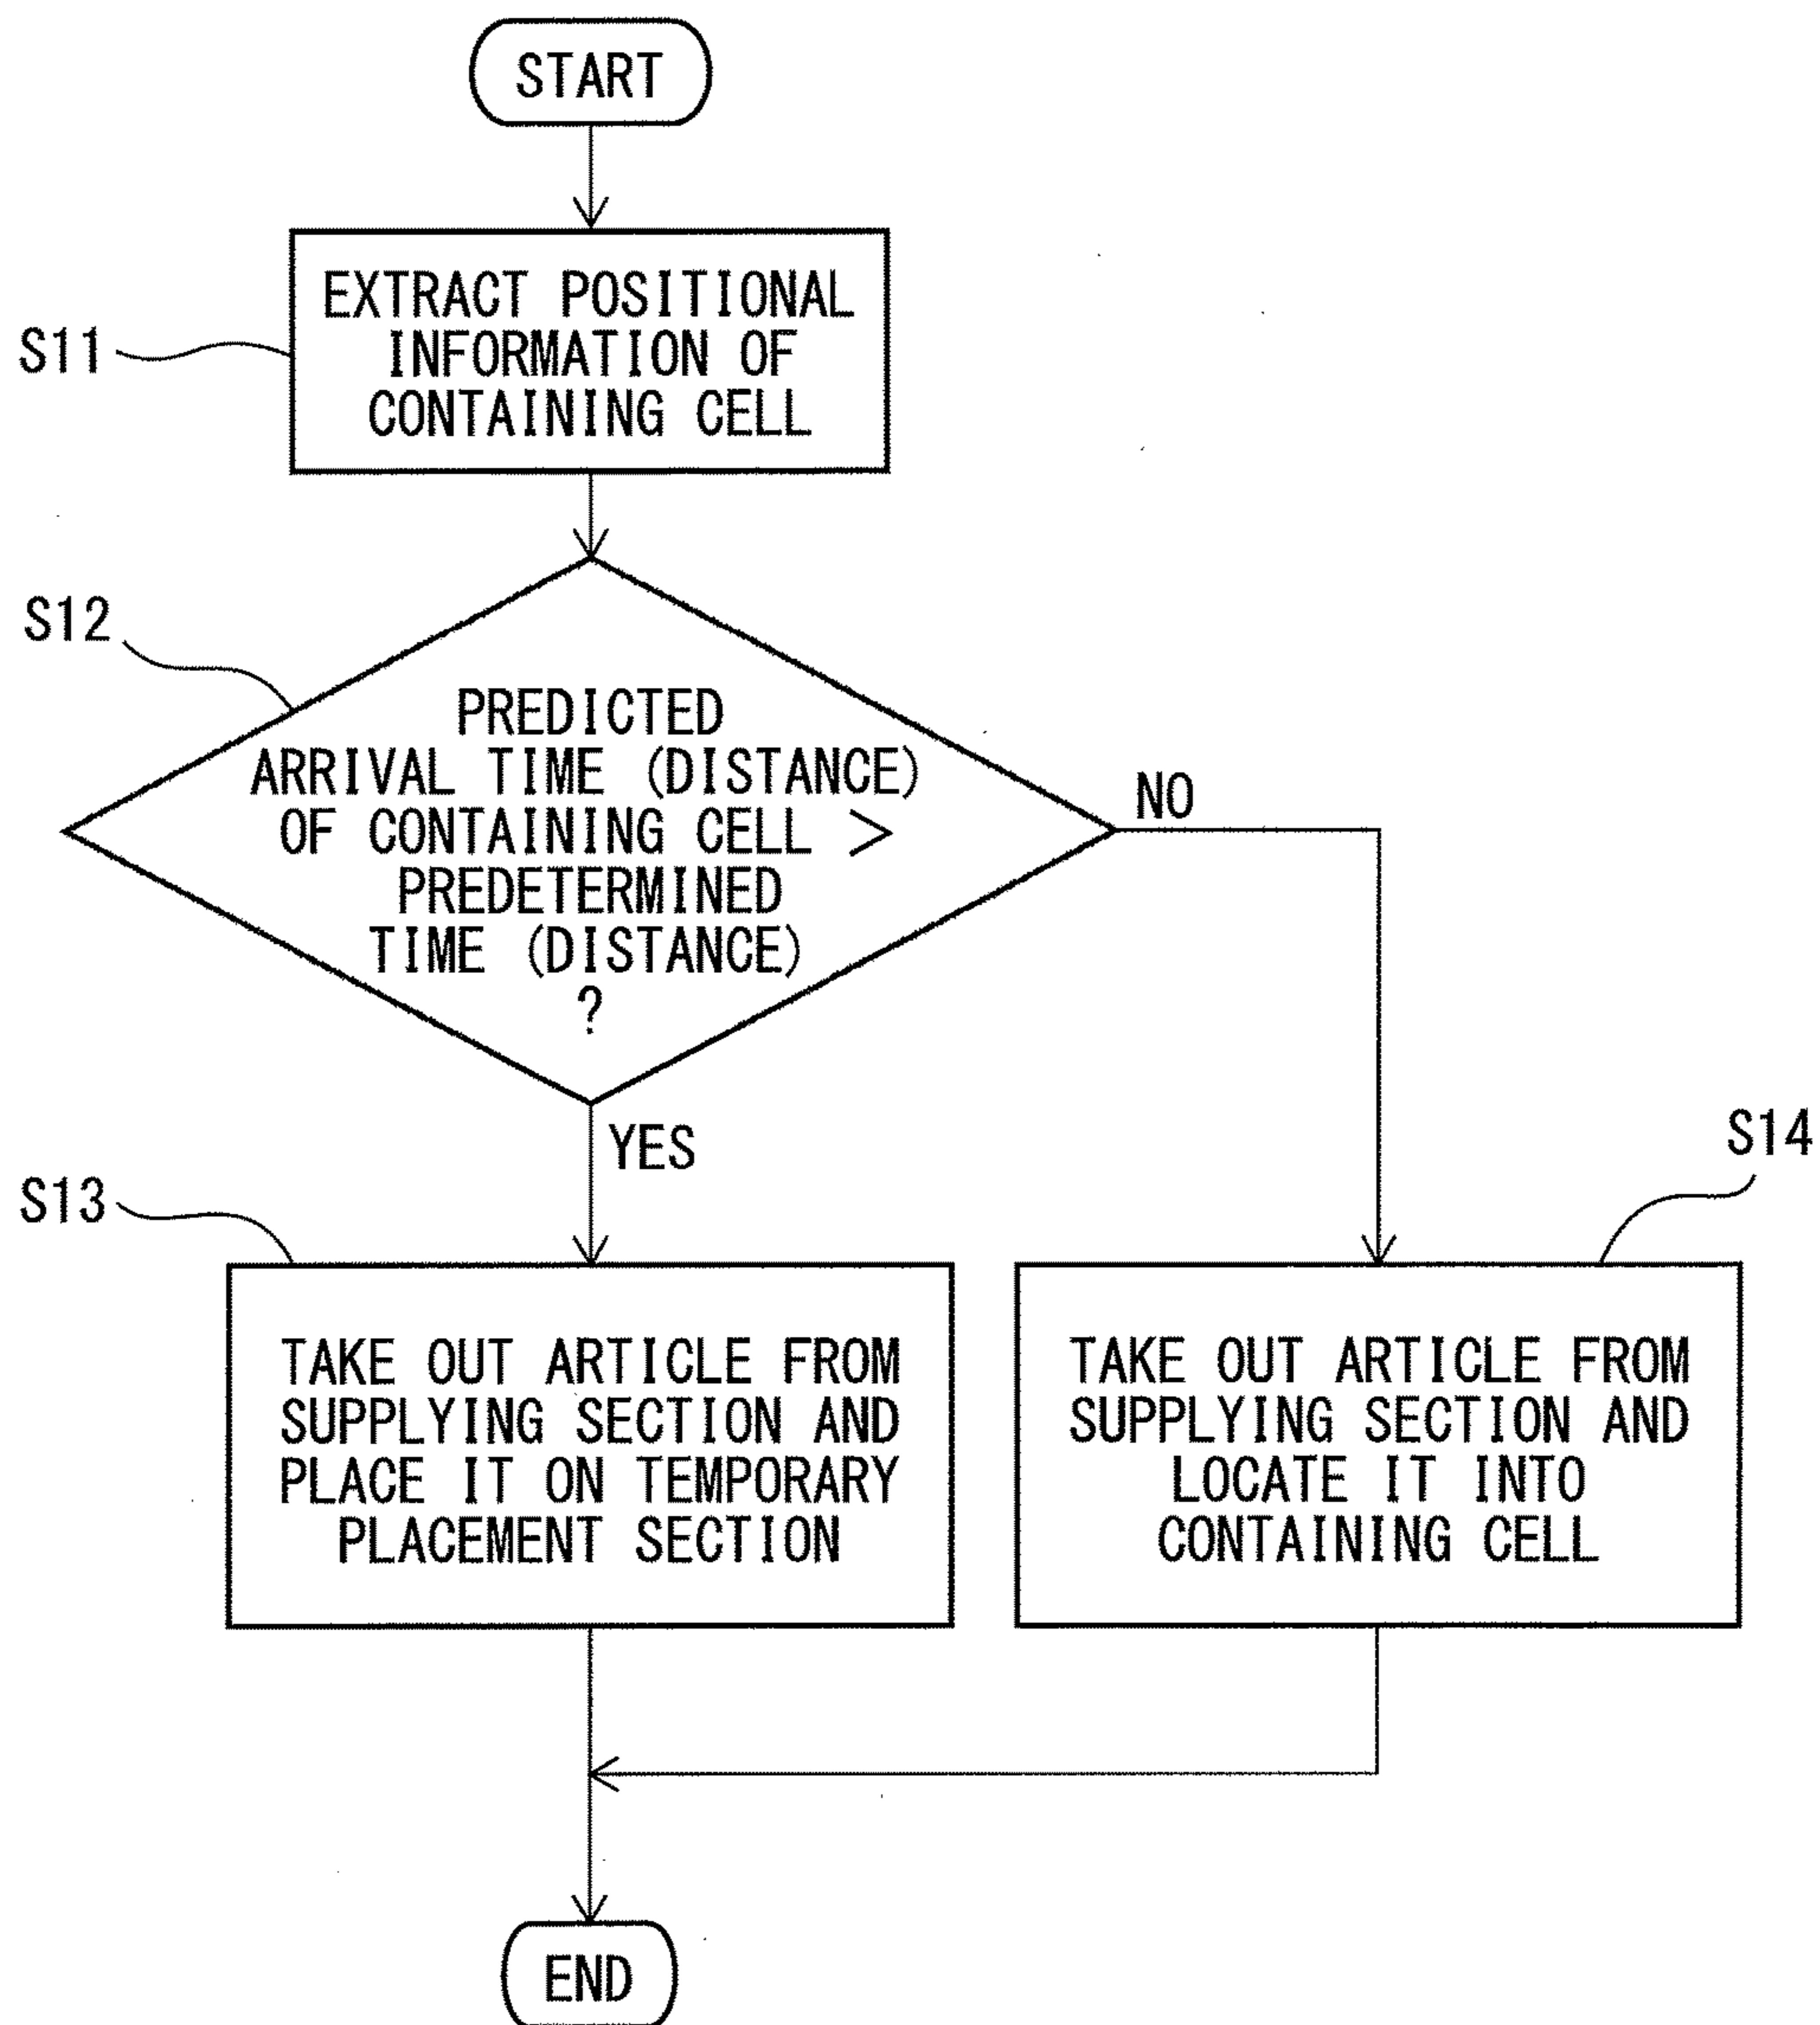 START
S11
EXTRACT POSITIONAL
INFORMATION OF
CONTAINING CELL
S12
PREDICTED
ARRIVAL TIME (DISTANCE)
OF CONTAINING CELL >
PREDETERMINED
TIME (DISTANCE)
?
NO
YES
S13
TAKE OUT ARTICLE FROM
SUPPLYING SECTION AND
PLACE IT ON TEMPORARY
PLACEMENT SECTION
S14
TAKE OUT ARTICLE FROM
SUPPLYING SECTION AND
LOCATE IT INTO
CONTAINING CELL
END